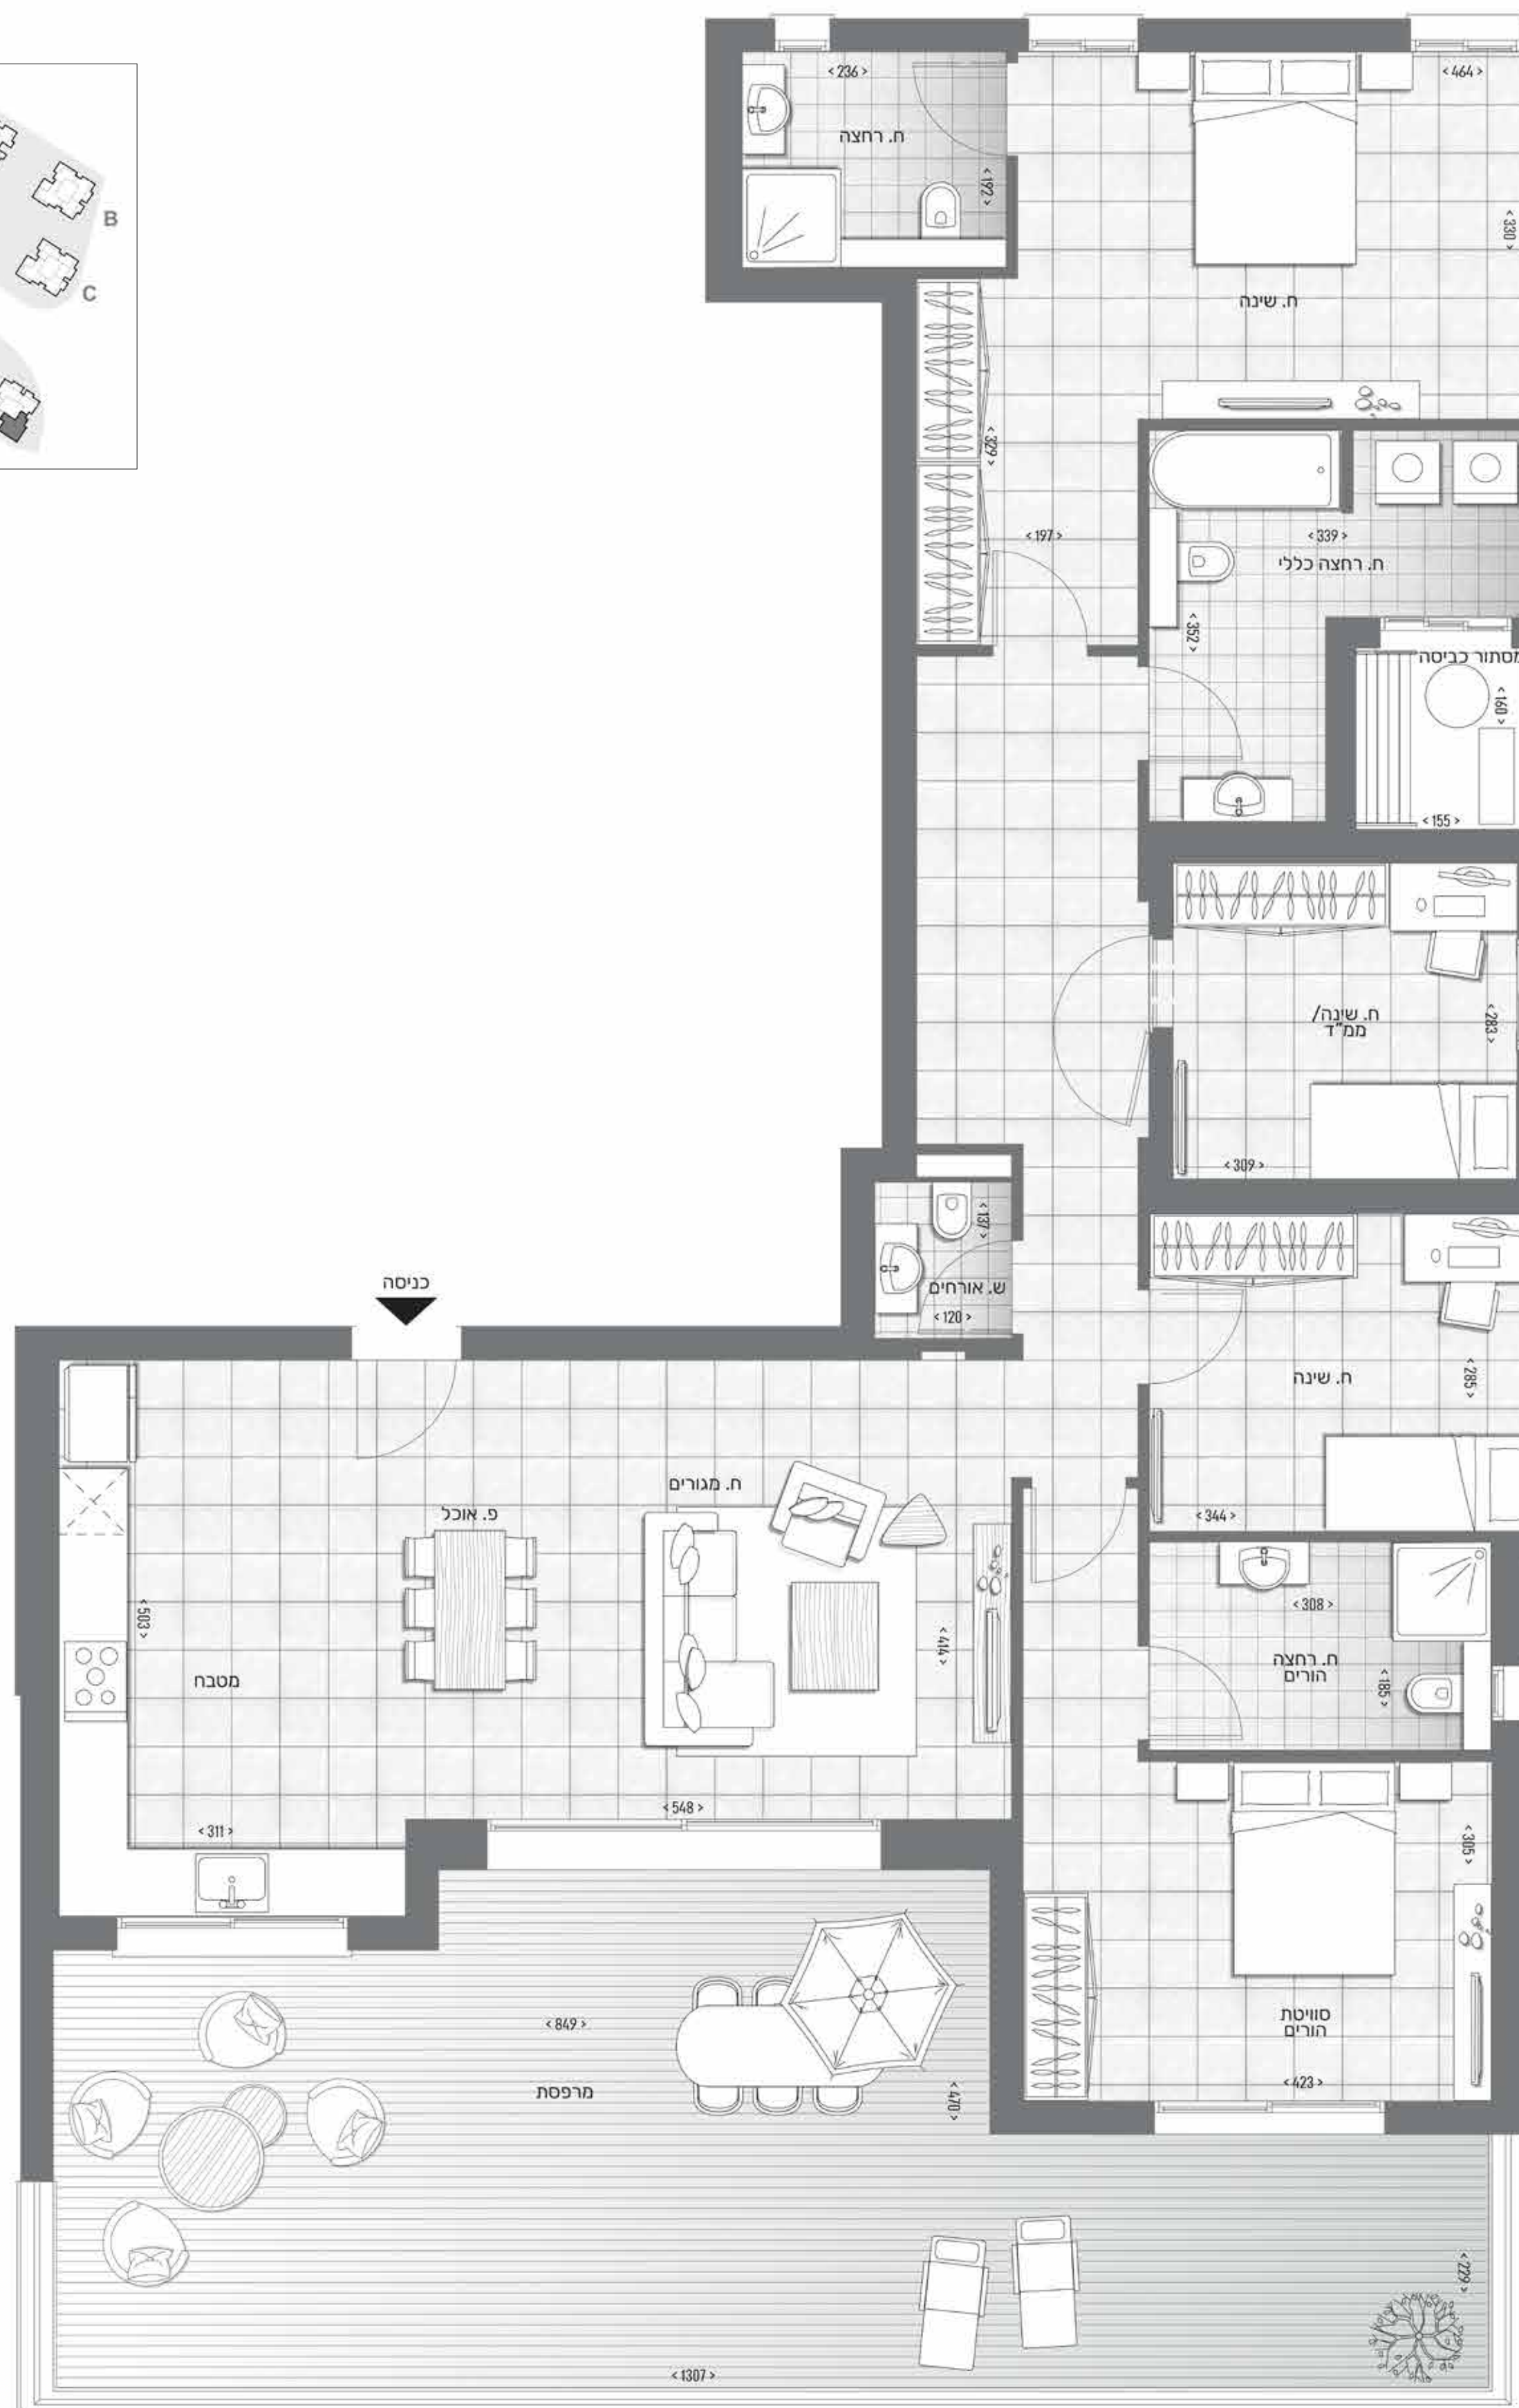 B
C
< 236 >
< 464 >
ח. רחצה
< 192 >
< 330 >
ח. שינה
< 329 >
< 197 >
< 339 >
ח. רחצה כללי
< 352 >
מסתור כביסה
< 160 >
< 155 >
ח. שינה/
ממ"ד
< 283 >
< 309 >
< 137 >
ש. אורחים
< 120 >
כניסה
ח. שינה
< 285 >
< 344 >
ח. מגורים
פ. אוכל
< 503 >
< 414 >
מטבח
< 308 >
ח. רחצה
הורים
< 185 >
< 548 >
< 311 >
< 305 >
סוויטת
הורים
< 423 >
< 849 >
מרפסת
< 470 >
< 229 >
< 1307 >